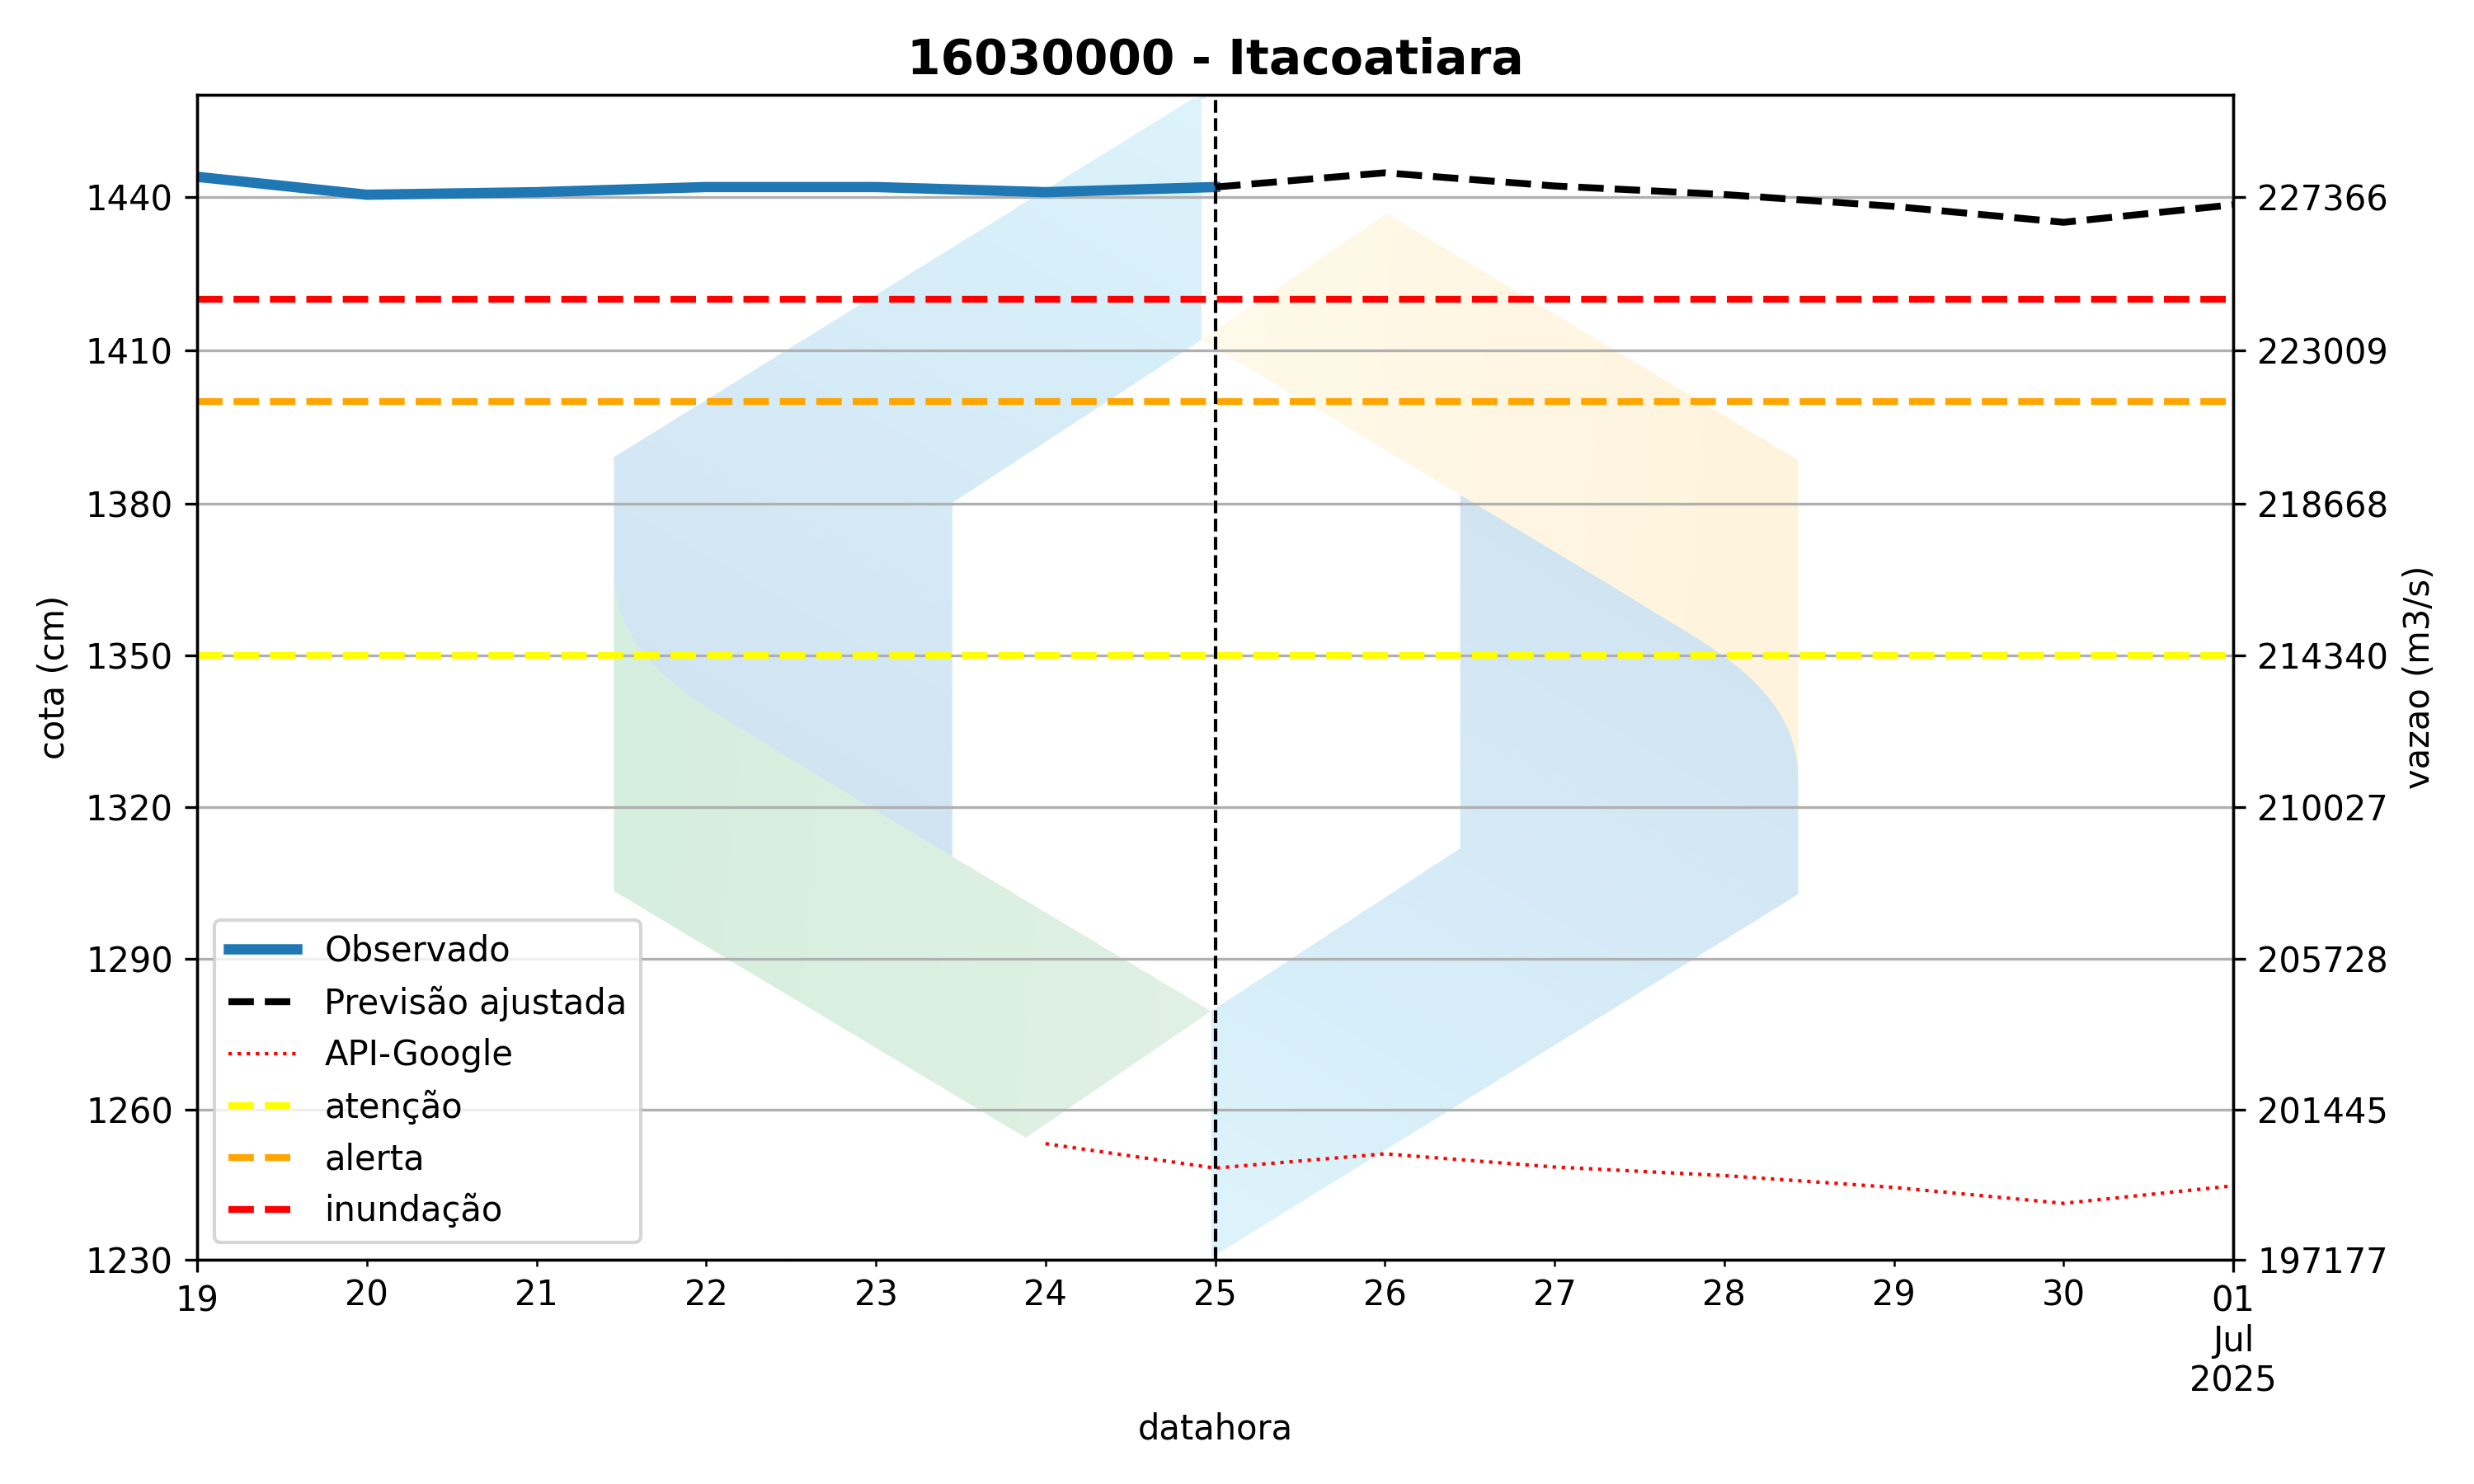 16030000 - Itacoatiara
1440
1410
1380
1350
1320
1290
1260
1230
cota (cm)
227366
223009
218668
214340
210027
205728
201445
197177
vazao (m3/s)
Observado
Previsão ajustada
API-Google
atenção
alerta
inundação
19 20 21 22 23 24 25 26 27 28 29 30 01
Jul
2025
datahora